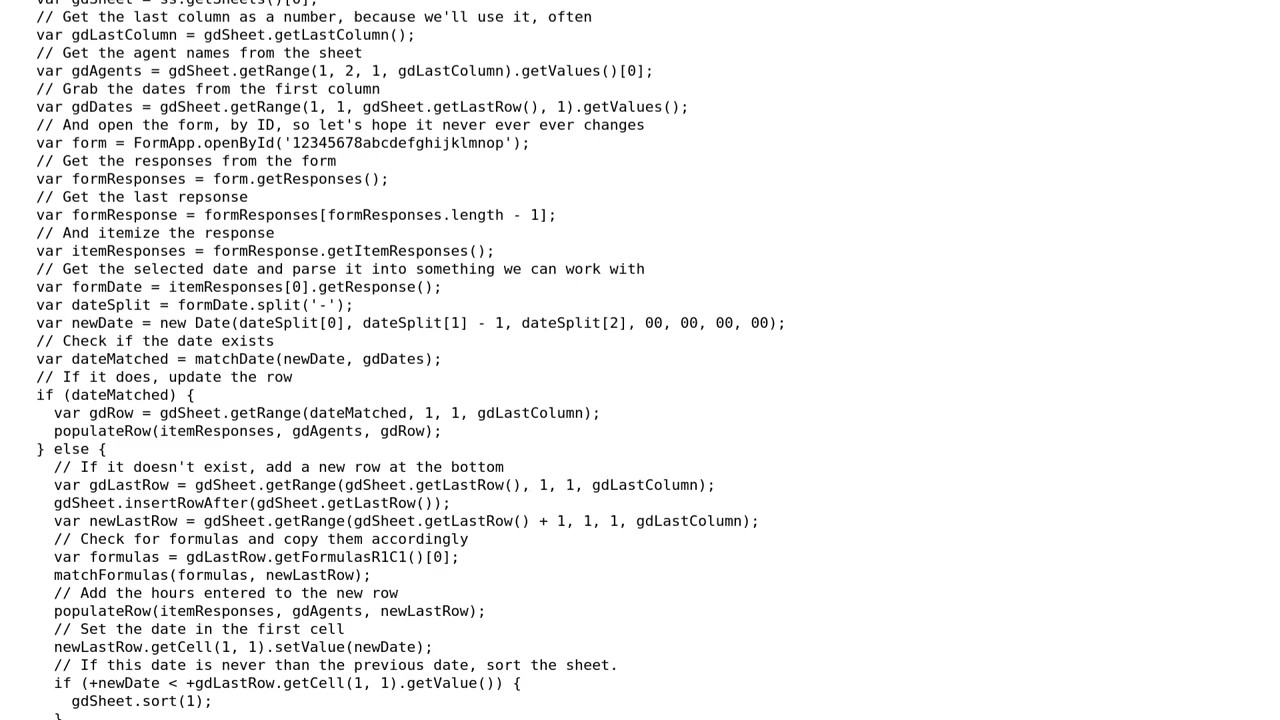 var gdSheet = ss.getSheets()[0];
// Get the last column as a number, because we'll use it, often
var gdLastColumn = gdSheet.getLastColumn();
// Get the agent names from the sheet
var gdAgents = gdSheet.getRange(1, 2, 1, gdLastColumn).getValues()[0];
// Grab the dates from the first column
var gdDates = gdSheet.getRange(1, 1, gdSheet.getLastRow(), 1).getValues();
// And open the form, by ID, so let's hope it never ever ever changes
var form = FormApp.openById('12345678abcdefghijklmnop');
// Get the responses from the form
var formResponses = form.getResponses();
// Get the last repsonse
var formResponse = formResponses[formResponses.length - 1];
// And itemize the response
var itemResponses = formResponse.getItemResponses();
// Get the selected date and parse it into something we can work with
var formDate = itemResponses[0].getResponse();
var dateSplit = formDate.split('-');
var newDate = new Date(dateSplit[0], dateSplit[1] - 1, dateSplit[2], 00, 00, 00, 00);
// Check if the date exists
var dateMatched = matchDate(newDate, gdDates);
// If it does, update the row
if (dateMatched) {
var gdRow = gdSheet.getRange(dateMatched, 1, 1, gdLastColumn);
populateRow(itemResponses, gdAgents, gdRow);
} else {
// If it doesn't exist, add a new row at the bottom
var gdLastRow = gdSheet.getRange(gdSheet.getLastRow(), 1, 1, gdLastColumn);
gdSheet.insertRowAfter(gdSheet.getLastRow());
var newLastRow = gdSheet.getRange(gdSheet.getLastRow() + 1, 1, 1, gdLastColumn);
// Check for formulas and copy them accordingly
var formulas = gdLastRow.getFormulasR1C1()[0];
matchFormulas(formulas, newLastRow);
// Add the hours entered to the new row
populateRow(itemResponses, gdAgents, newLastRow);
// Set the date in the first cell
newLastRow.getCell(1, 1).setValue(newDate);
// If this date is never than the previous date, sort the sheet.
if (+newDate < +gdLastRow.getCell(1, 1).getValue()) {
gdSheet.sort(1);
}